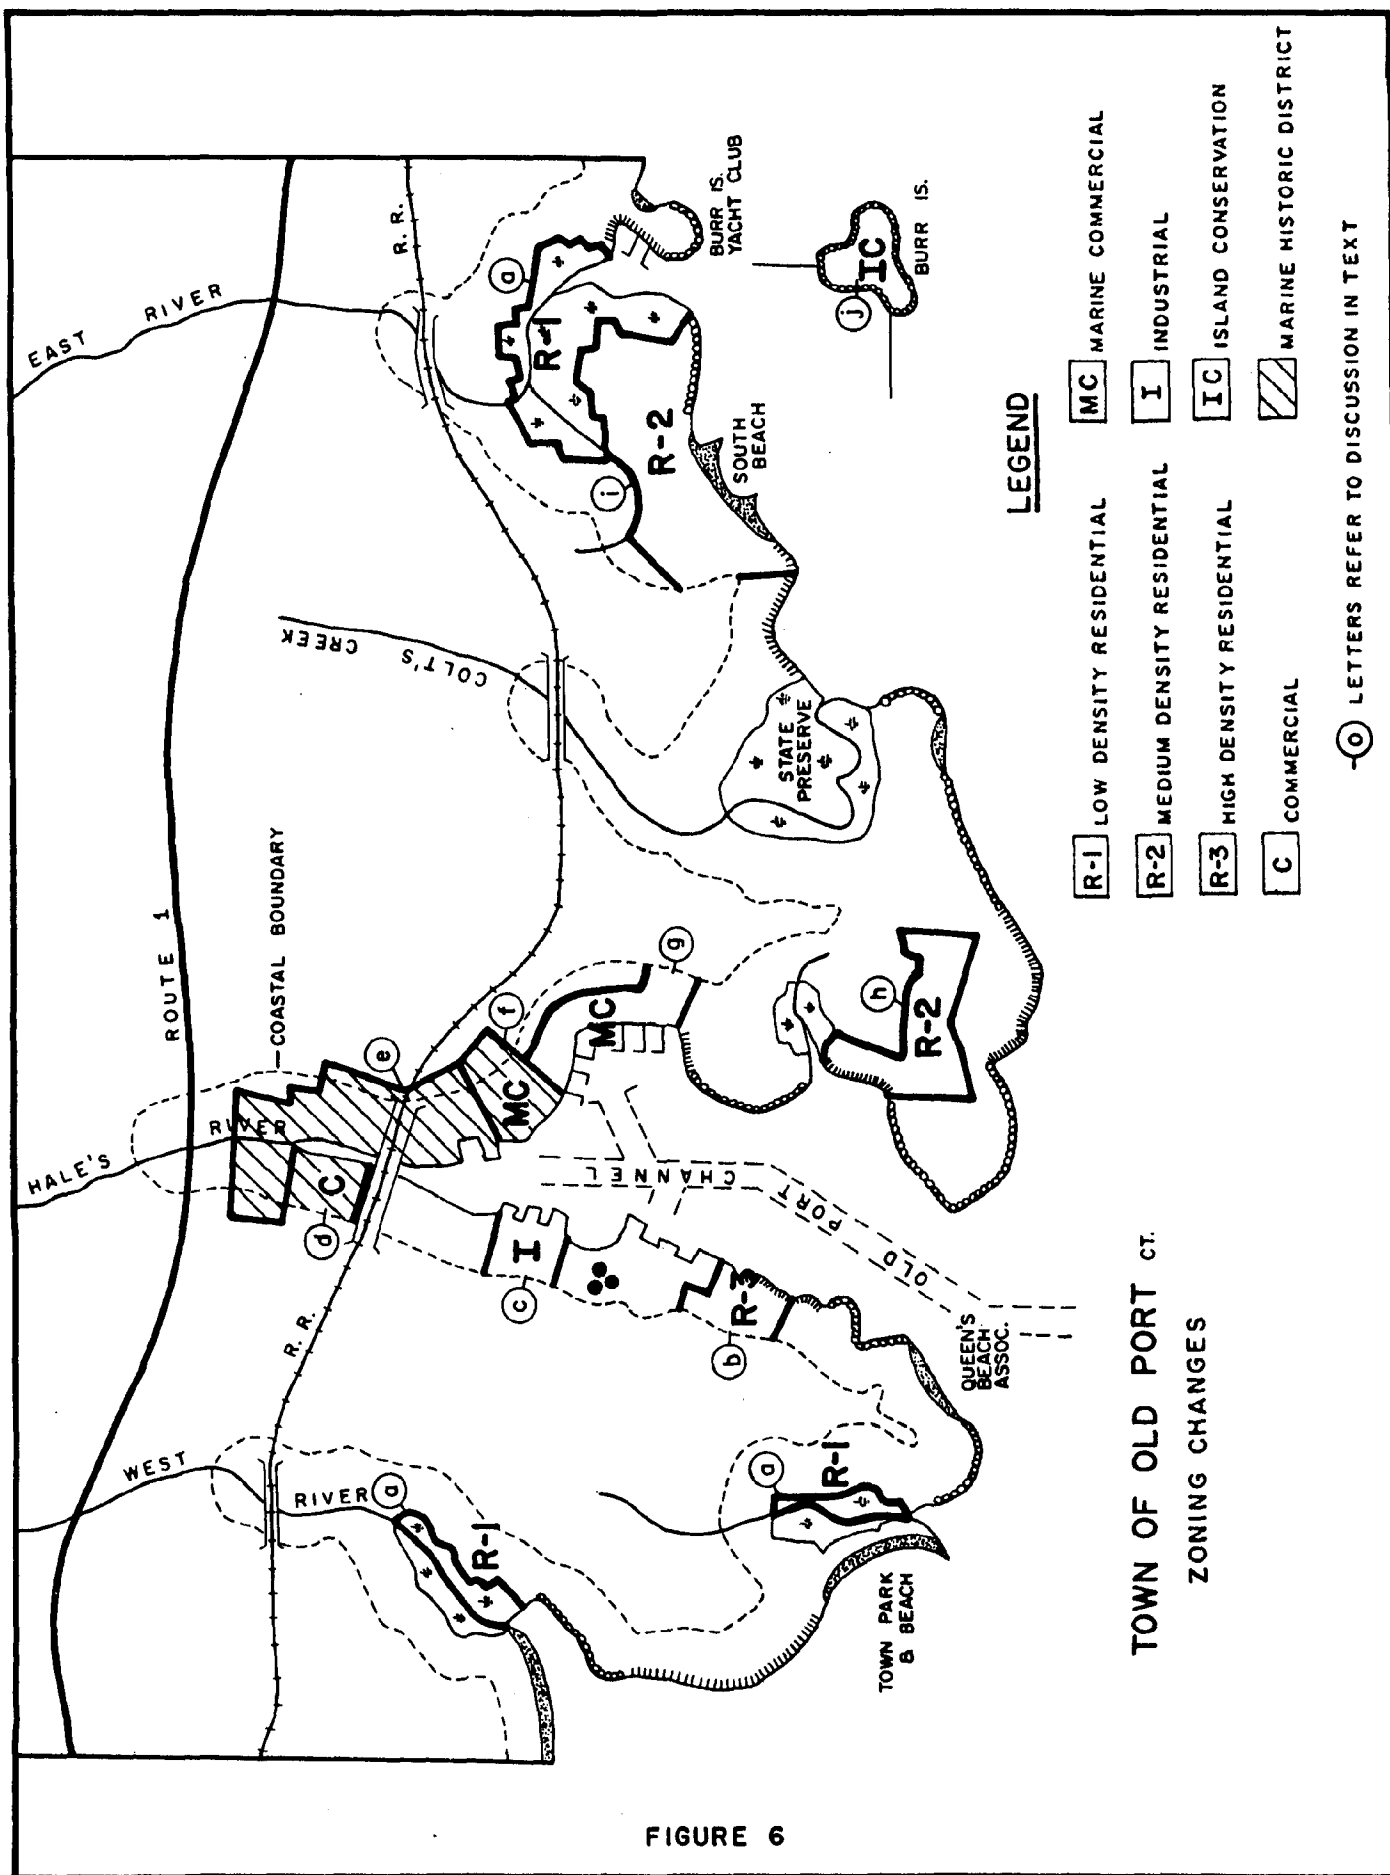 ROUTE 1
COASTAL BOUNDARY
WEST
RIVER
HALE'S
RIVER
COLT'S
CREEK
EAST RIVER
R. R.
R. R.
a
R-1
a
R-1
b
R-3
c
I
d
C
e
f
MC
g
MC
h
R-2
i
R-2
a
R-1
j
IC
OLD PORT CHANNEL
TOWN PARK
& BEACH
QUEEN'S
BEACH
ASSOC.
STATE
PRESERVE
SOUTH
BEACH
BURR IS.
YACHT CLUB
BURR IS.
TOWN OF OLD PORT CT.
ZONING CHANGES
LEGEND
R-1 LOW DENSITY RESIDENTIAL
R-2 MEDIUM DENSITY RESIDENTIAL
R-3 HIGH DENSITY RESIDENTIAL
C COMMERCIAL
MC MARINE COMMERCIAL
I INDUSTRIAL
IC ISLAND CONSERVATION
MARINE HISTORIC DISTRICT
O LETTERS REFER TO DISCUSSION IN TEXT
FIGURE 6